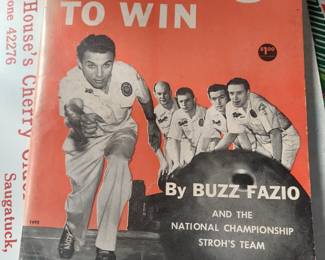 TO WIN
$1.00
By BUZZ FAZIO
AND THE
NATIONAL CHAMPIONSHIP
STROH'S TEAM
House's Cherry
Saugatuck,
one 42276